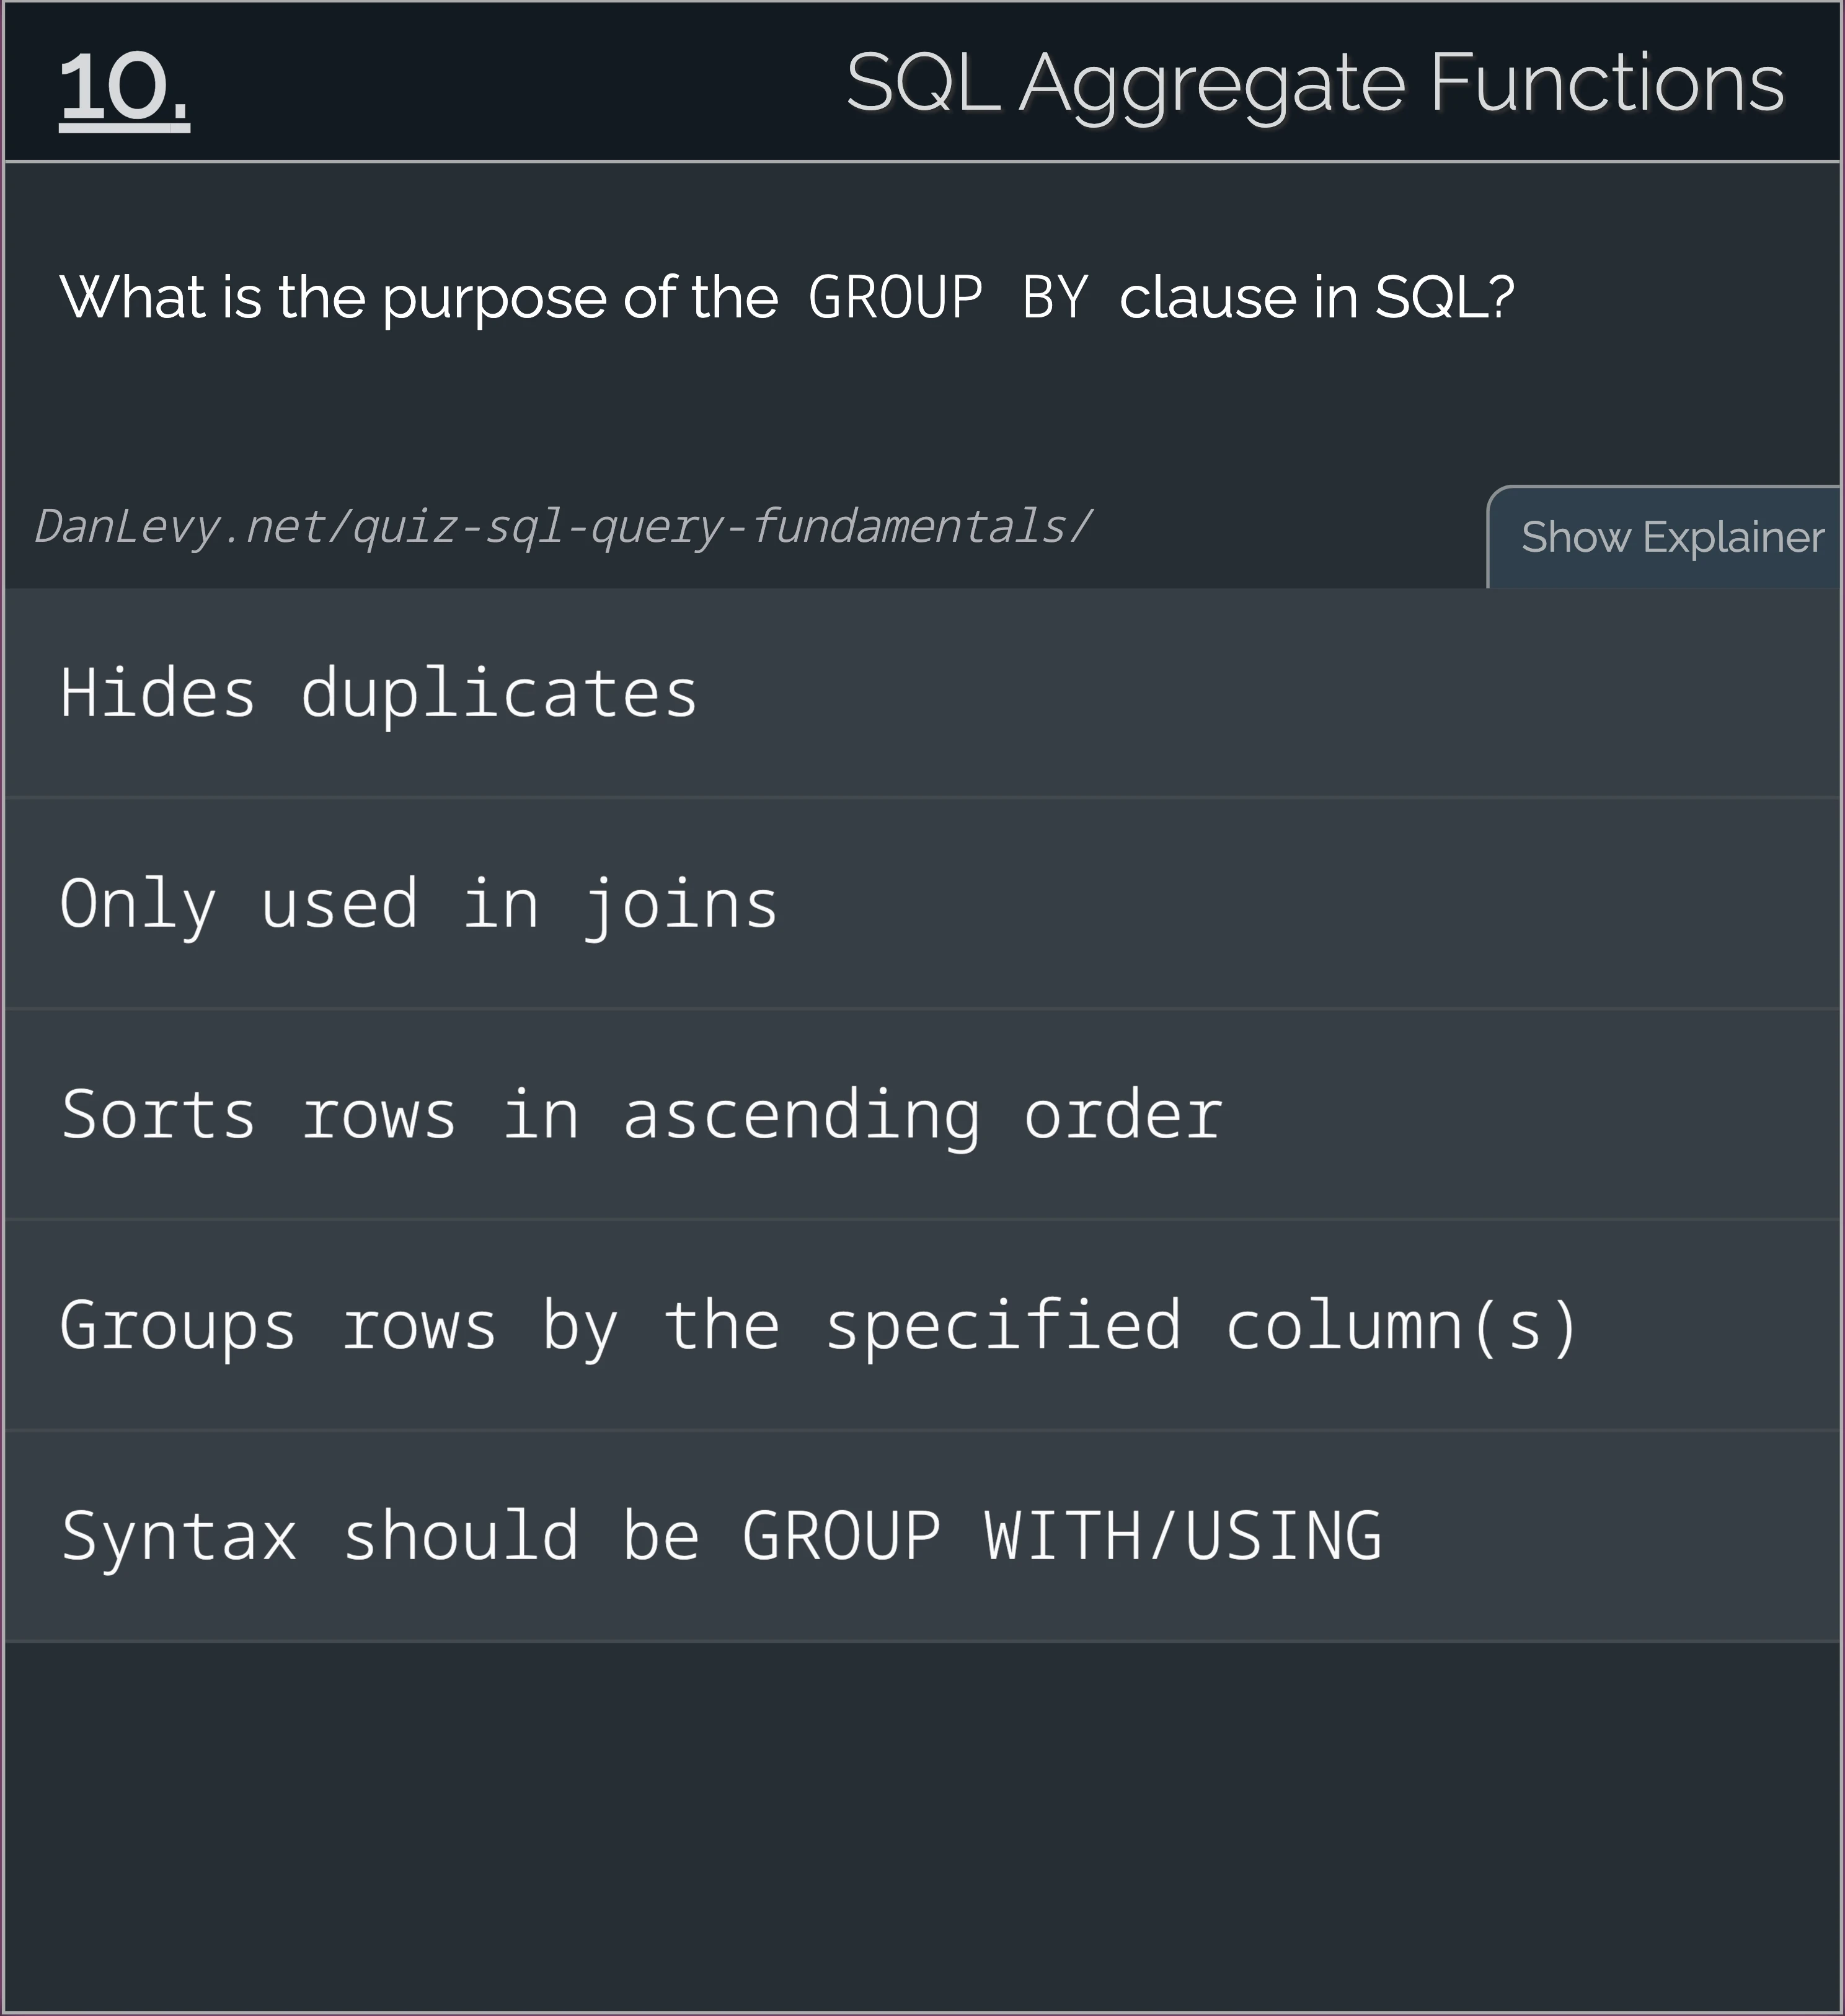 10.
SQL Aggregate Functions
What is the purpose of the GROUP BY clause in SQL?
DanLevy.net/quiz-sql-query-fundamentals/
Show Explainer
Hides duplicates
Only used in joins
Sorts rows in ascending order
Groups rows by the specified column(s)
Syntax should be GROUP WITH/USING